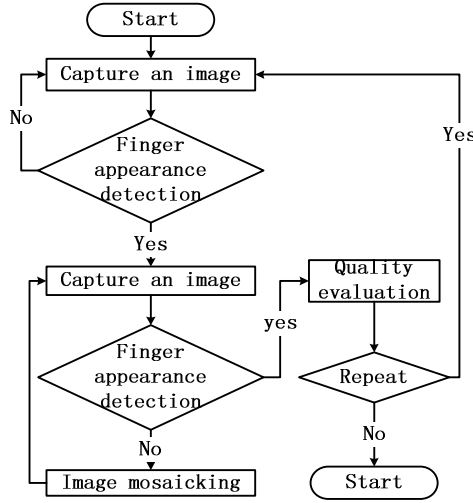 Start
Capture an image
No
Finger
appearance
detection
Yes
Yes
Capture an image
Quality
evaluation
yes
Finger
appearance
detection
Repeat
No
No
Image mosaicking
Start